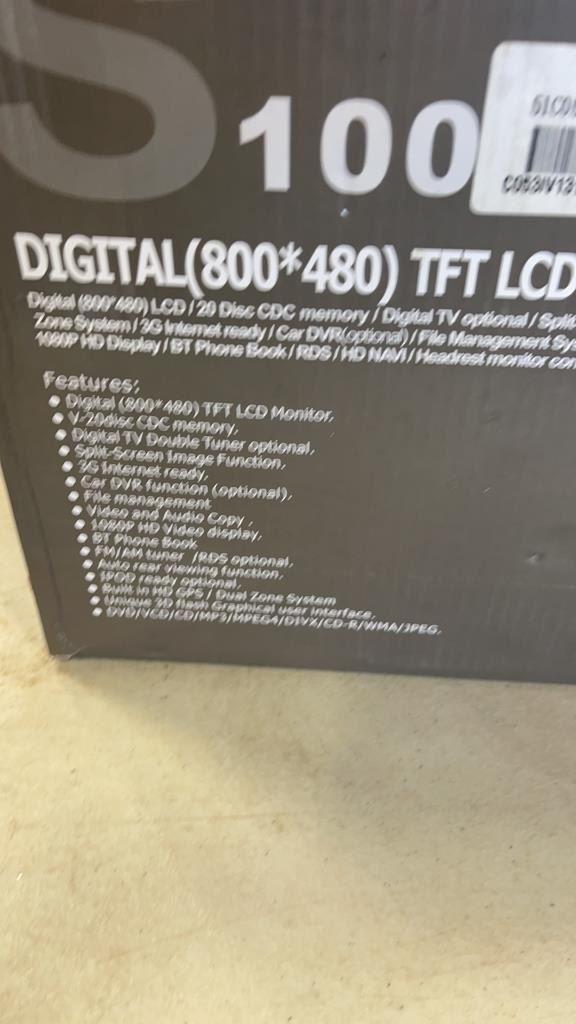 S100
61C0
C053/V13
DIGITAL(800*480) TFT LCD
Digital (800*480) LCD / 20 Disc CDC memory / Digital TV optional / Split
Zone System / 3G Internet ready / Car DVR(optional) / File Management Sys
1080P HD Display / BT Phone Book / RDS / HD NAVI / Headrest monitor con
Features:
• Digital (800*480) TFT LCD Monitor,
• V-20disc CDC memory,
• Digital TV Double Tuner optional,
• Split-Screen Image Function,
• 3G Internet ready,
• Car DVR function (optional),
• File management
• Video and Audio Copy ,
• 1080P HD Video display,
• BT Phone Book
• FM/AM tuner /RDS optional,
• Auto rear viewing function,
• IPOD ready optional,
• Built in HD GPS / Dual Zone System
• Unique 3D flash Graphical user interface,
• DVD/VCD/CD/MP3/MPEG4/DIVX/CD-R/WMA/JPEG.